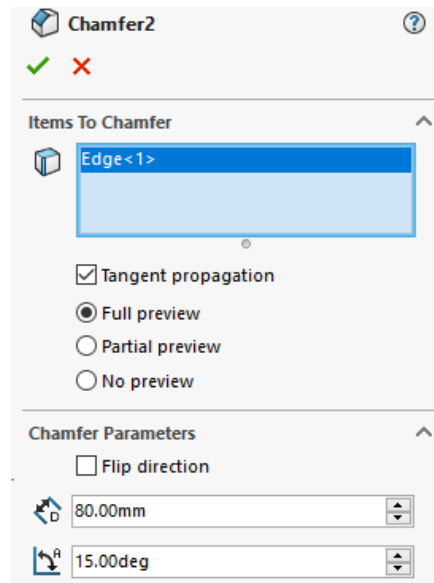 Chamfer2
Items To Chamfer
Edge<1>
Tangent propagation
Full preview
Partial preview
No preview
Chamfer Parameters
Flip direction
D 80.00mm
A 15.00deg